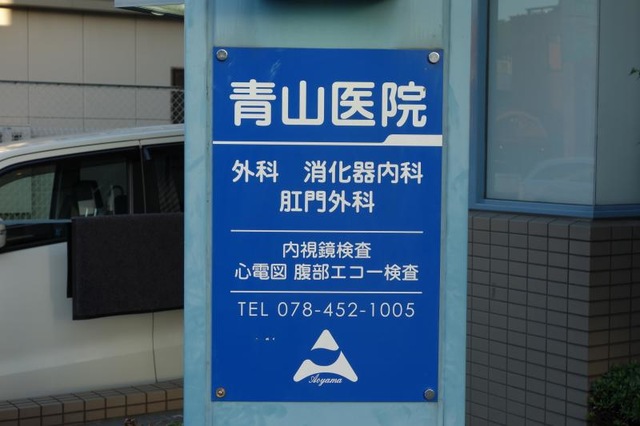 青山医院
外科　消化器内科
肛門外科
内視鏡検査
心電図 腹部エコー検査
TEL 078-452-1005
Aoyama